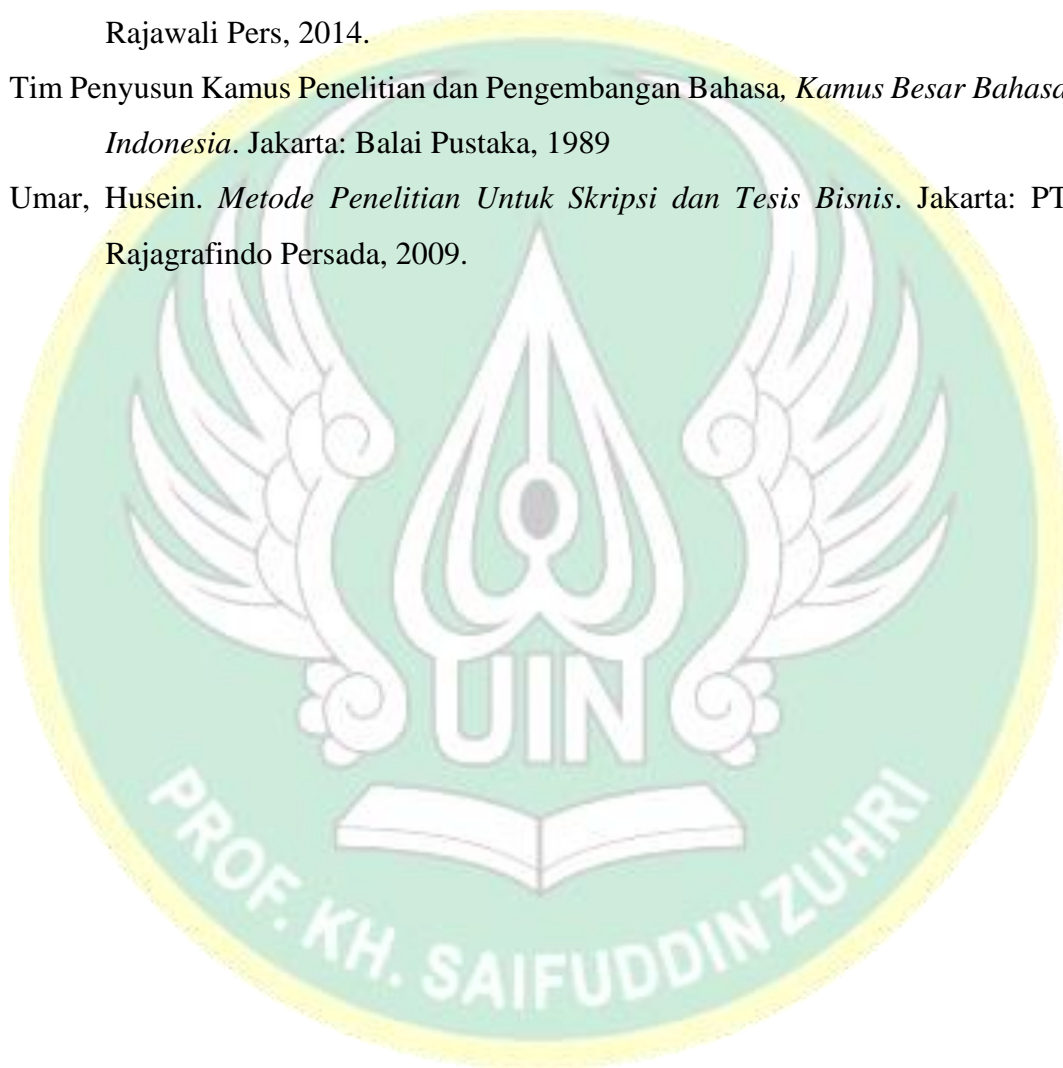 Rajawali Pers, 2014.
Tim Penyusun Kamus Penelitian dan Pengembangan Bahasa, Kamus Besar Bahasa
Indonesia. Jakarta: Balai Pustaka, 1989
Umar, Husein. Metode Penelitian Untuk Skripsi dan Tesis Bisnis. Jakarta: PT
Rajagrafindo Persada, 2009.
UIN
PROF. KH. SAIFUDDIN ZUHRI